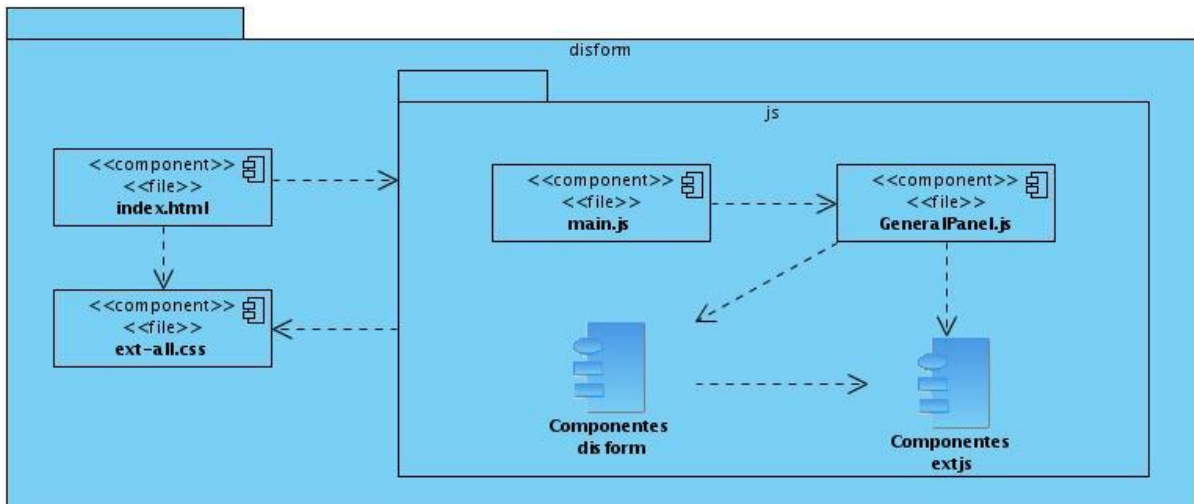 disform
js
<<component>>
<<file>>
index.html
<<component>>
<<file>>
main.js
<<component>>
<<file>>
GeneralPanel.js
<<component>>
<<file>>
ext-all.css
Componentes
disform
Componentes
extjs